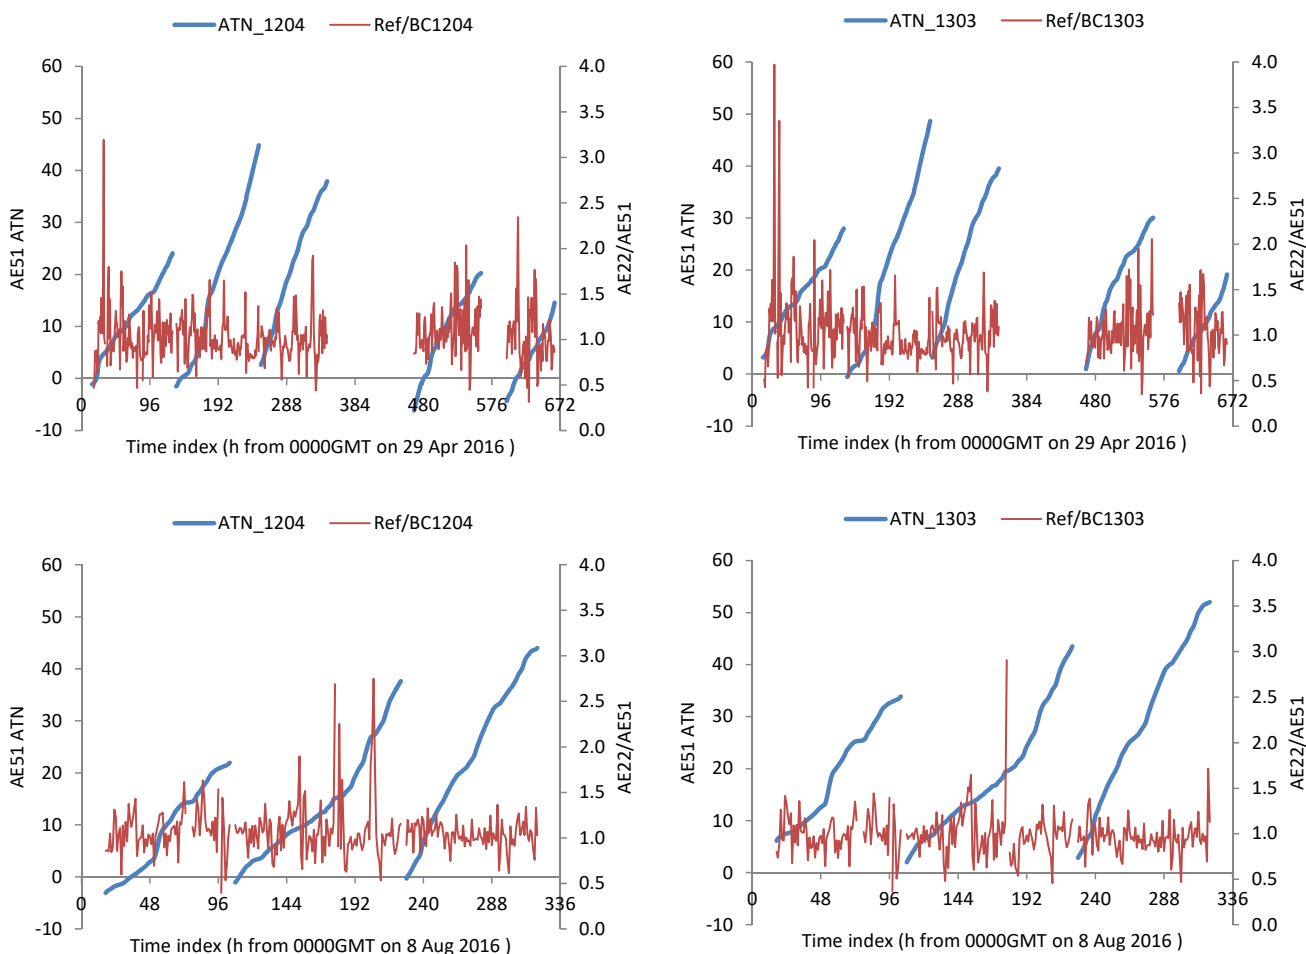 ATN_1204 Ref/BC1204
60 50 40 30 20 10 0 -10
AE51 ATN
4.0 3.5 3.0 2.5 2.0 1.5 1.0 0.5 0.0
AE22/AE51
0 96 192 288 384 480 576 672
Time index (h from 0000GMT on 29 Apr 2016 )
ATN_1303 Ref/BC1303
60 50 40 30 20 10 0 -10
AE51 ATN
4.0 3.5 3.0 2.5 2.0 1.5 1.0 0.5 0.0
AE22/AE51
0 96 192 288 384 480 576 672
Time index (h from 0000GMT on 29 Apr 2016 )
ATN_1204 Ref/BC1204
60 50 40 30 20 10 0 -10
AE51 ATN
4.0 3.5 3.0 2.5 2.0 1.5 1.0 0.5 0.0
AE22/AE51
0 48 96 144 192 240 288 336
Time index (h from 0000GMT on 8 Aug 2016 )
ATN_1303 Ref/BC1303
60 50 40 30 20 10 0 -10
AE51 ATN
4.0 3.5 3.0 2.5 2.0 1.5 1.0 0.5 0.0
AE22/AE51
0 48 96 144 192 240 288 336
Time index (h from 0000GMT on 8 Aug 2016 )